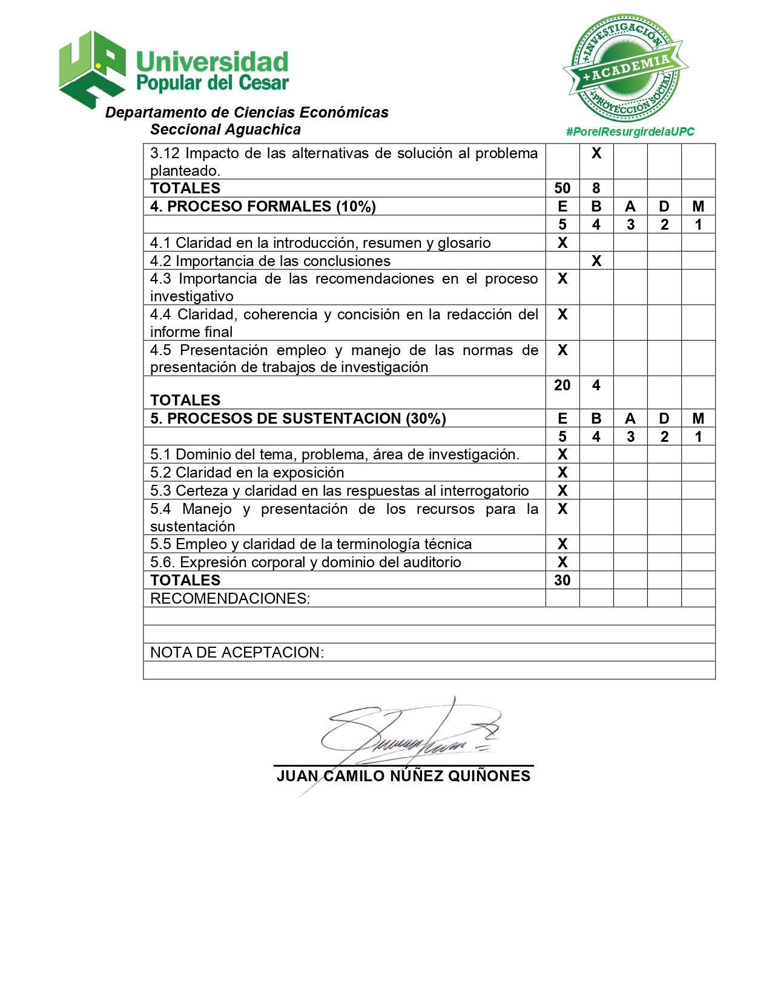 Universidad
Popular del Cesar
+INVESTIGACIÓN
+ACADEMIA
+PROYECCIÓN SOCIAL
Departamento de Ciencias Económicas
Seccional Aguachica
#PorelResurgirdelaUPC
3.12 Impacto de las alternativas de solución al problema X
planteado.
TOTALES 50 8
4. PROCESO FORMALES (10%) E B A D M
5 4 3 2 1
4.1 Claridad en la introducción, resumen y glosario X
4.2 Importancia de las conclusiones X
4.3 Importancia de las recomendaciones en el proceso X
investigativo
4.4 Claridad, coherencia y concisión en la redacción del X
informe final
4.5 Presentación empleo y manejo de las normas de X
presentación de trabajos de investigación
20 4
TOTALES
5. PROCESOS DE SUSTENTACION (30%) E B A D M
5 4 3 2 1
5.1 Dominio del tema, problema, área de investigación. X
5.2 Claridad en la exposición X
5.3 Certeza y claridad en las respuestas al interrogatorio X
5.4 Manejo y presentación de los recursos para la X
sustentación
5.5 Empleo y claridad de la terminología técnica X
5.6. Expresión corporal y dominio del auditorio X
TOTALES 30
RECOMENDACIONES:
NOTA DE ACEPTACION:
JUAN CAMILO NÚÑEZ QUIÑONES